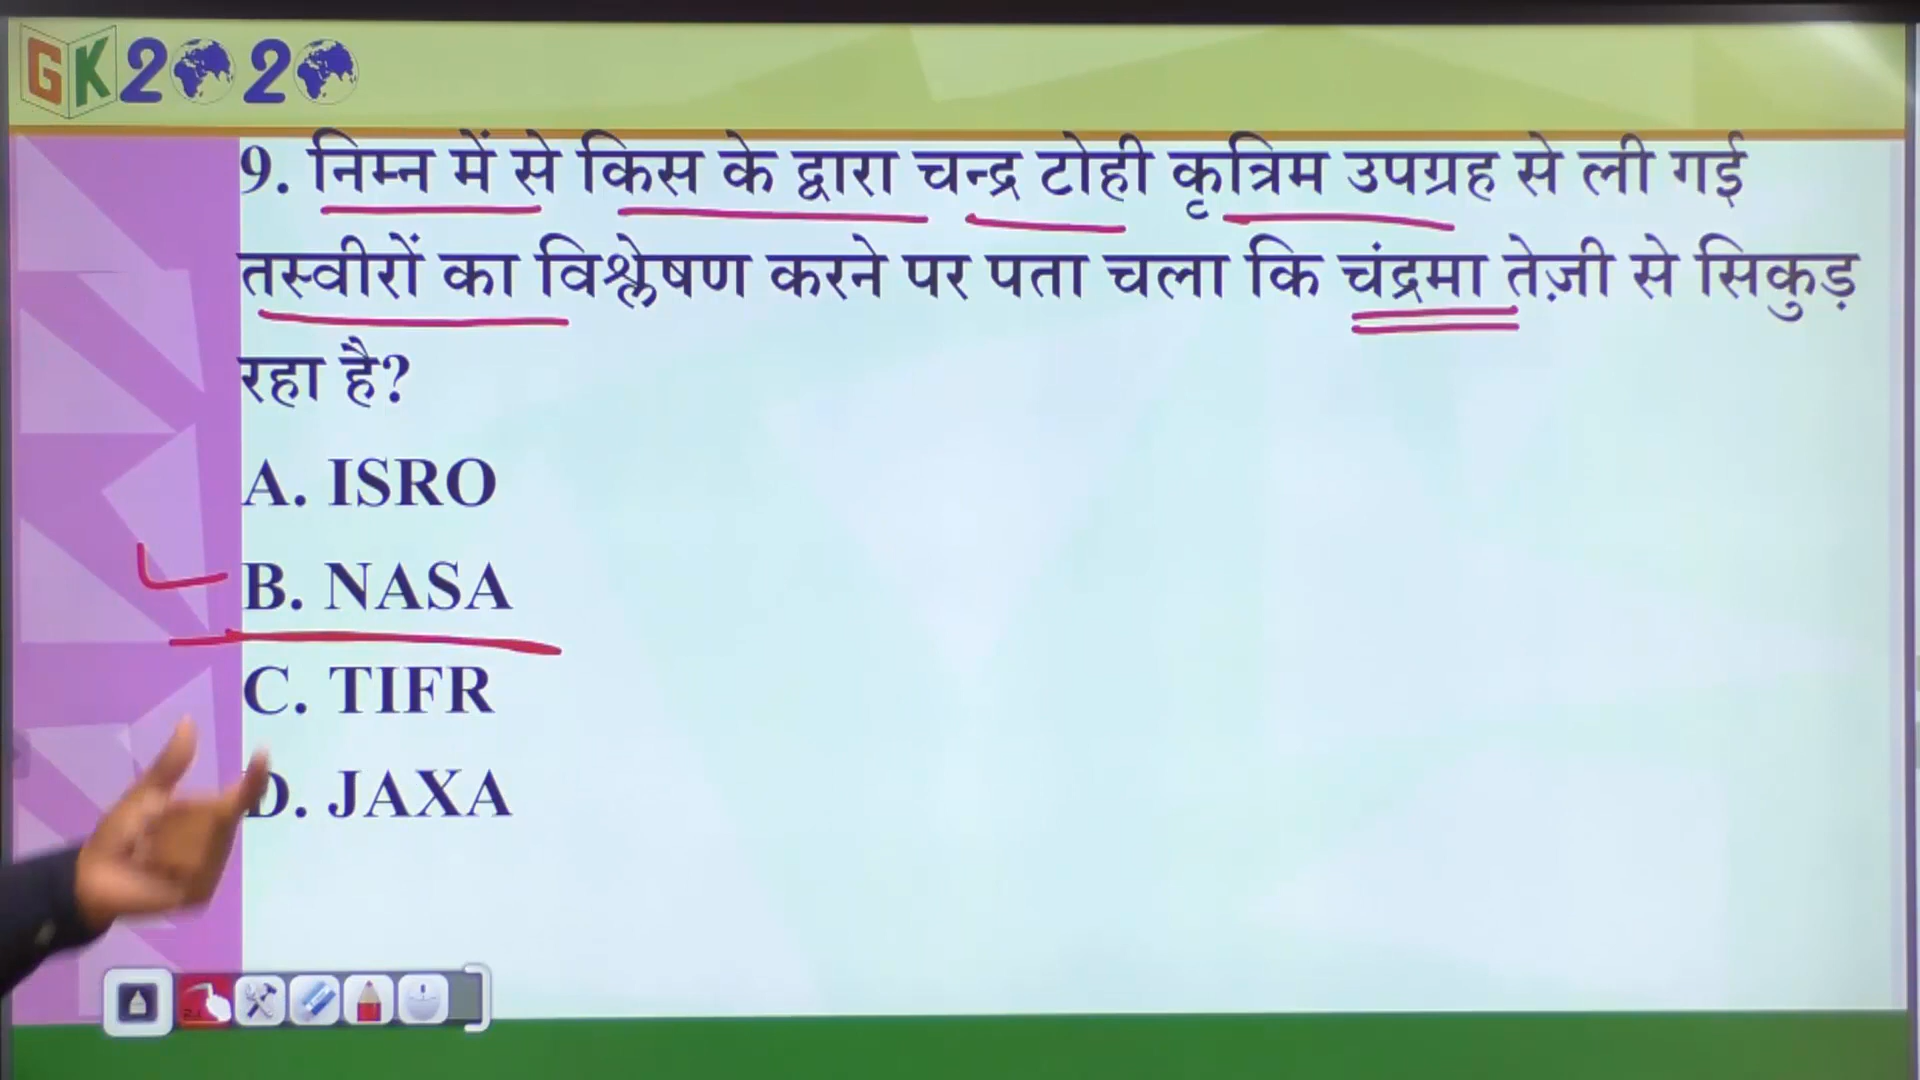 GK2020
9. निम्न में से किस के द्वारा चन्द्र टोही कृत्रिम उपग्रह से ली गई
तस्वीरों का विश्लेषण करने पर पता चला कि चंद्रमा तेज़ी से सिकुड़
रहा है?
A. ISRO
B. NASA
C. TIFR
D. JAXA